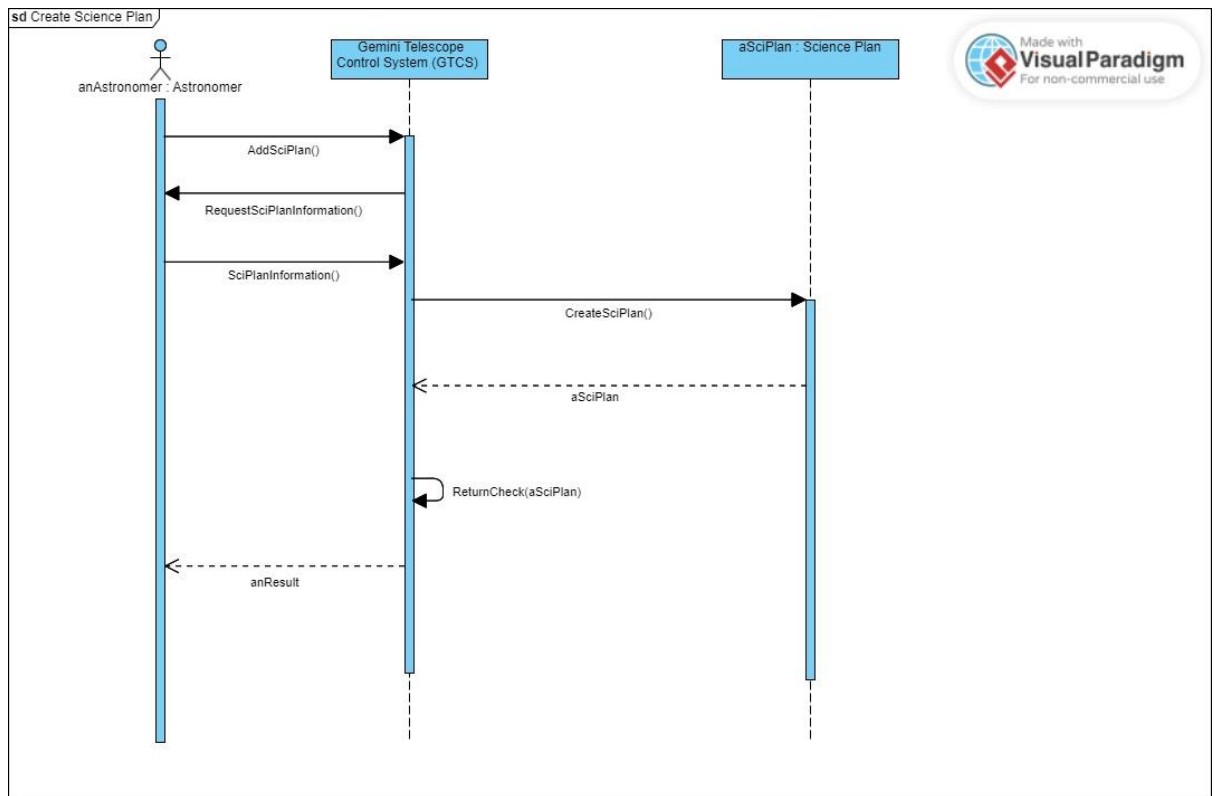 sd Create Science Plan
Made with
Visual Paradigm
For non-commercial use
Gemini Telescope
Control System (GTCS)
aSciPlan : Science Plan
anAstronomer : Astronomer
AddSciPlan()
RequestSciPlanInformation()
SciPlanInformation()
CreateSciPlan()
aSciPlan
ReturnCheck(aSciPlan)
anResult